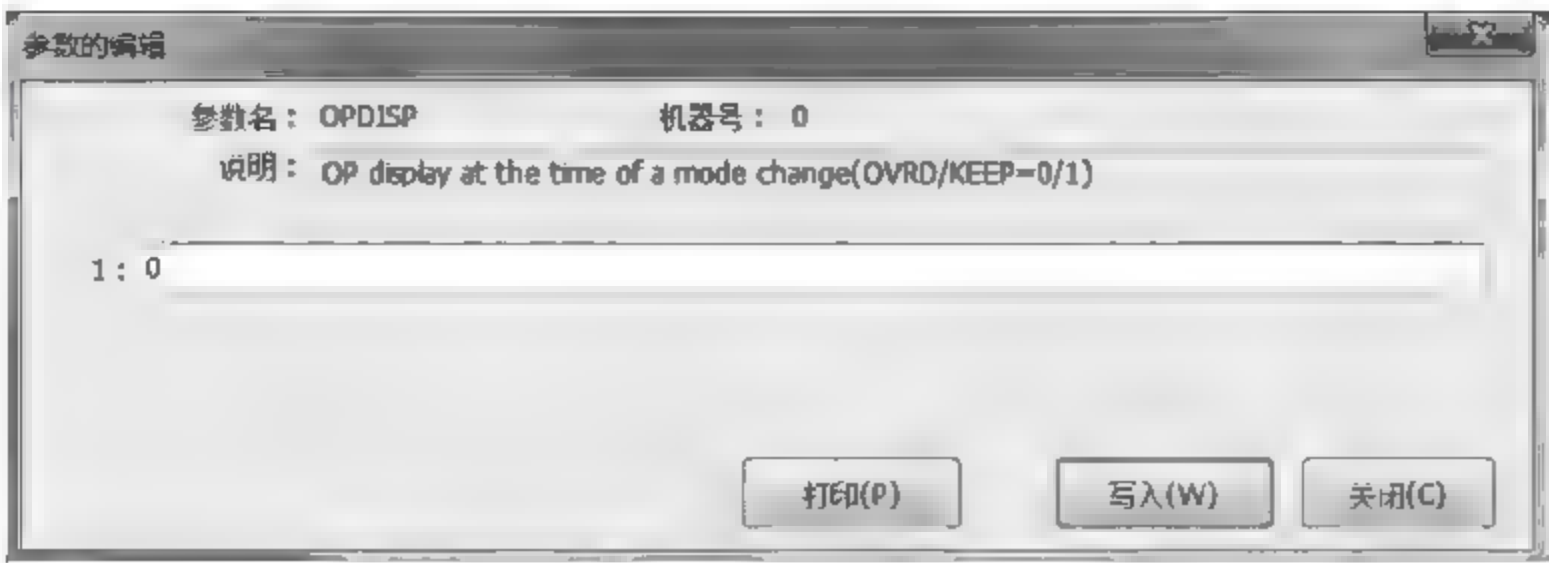 参数的编辑
参数名： OPDISP 机器号： 0
说明： OP display at the time of a mode change(OVRD/KEEP=0/1)
1: 0
打印(P) 写入(W) 关闭(C)